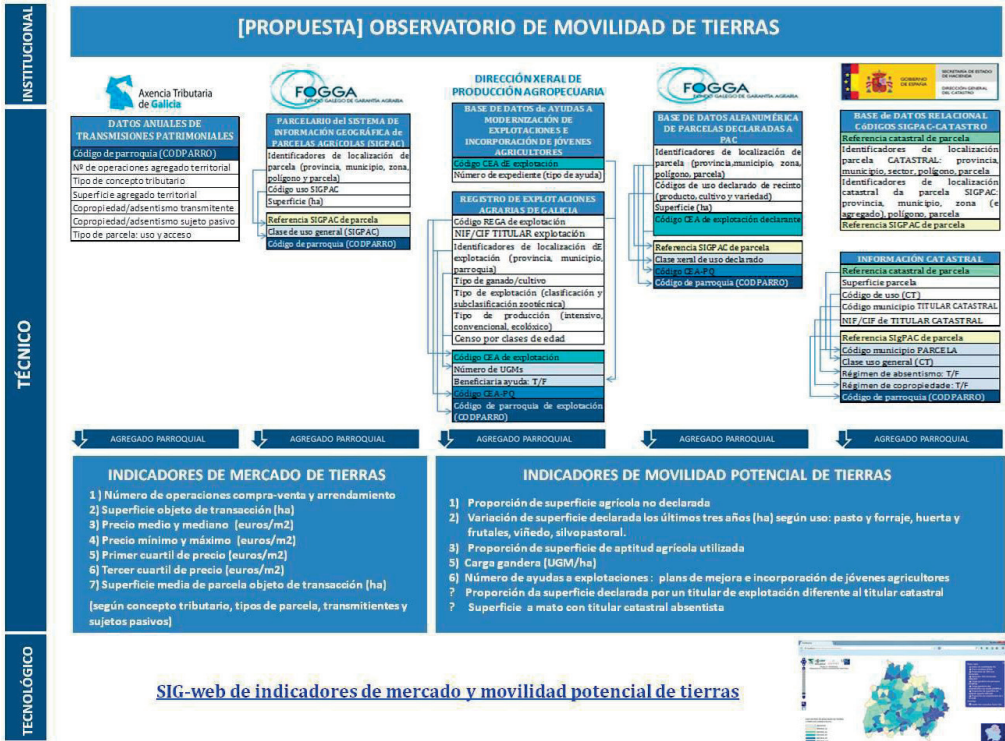 [PROPUESTA] OBSERVATORIO DE MOVILIDAD DE TIERRAS
INSTITUCIONAL
Axencia Tributaria
de Galicia
DATOS ANUALES DE
TRANSMISIONES PATRIMONIALES
Código de parroquia (CODPARRO)
Nº de operaciones agregado territorial
Tipo de concepto tributario
Superficie agregado territorial
Copropiedad/absentismo transmitente
Copropiedad/adsentismo sujeto pasivo
Tipo de parcela: uso y acceso
FOGGA
FONDO GALEGO DE GARANTÍA AGRARIA
PARCELARIO del SISTEMA DE
INFORMACIÓN GEOGRÁFICA de
PARCELAS AGRÍCOLAS (SIGPAC)
Identificadores de localización de
parcela (provincia, municipio, zona,
polígono y parcela)
Código uso SIGPAC
Superficie (ha)
Referencia SIGPAC de parcela
Clase de uso general (SIGPAC)
Código de parroquia (CODPARRO)
DIRECCIÓN XERAL DE
PRODUCCIÓN AGROPECUARIA
BASE DE DATOS de AYUDAS A
MODERNIZACIÓN DE
EXPLOTACIONES E
INCORPORACIÓN DE JÓVENES
AGRICULTORES
Código CEA dE explotación
Número de expediente (tipo de ayuda)
REGISTRO DE EXPLOTACIONES
AGRARIAS DE GALICIA
Código REGA de explotación
NIF/CIF TITULAR explotación
Identificadores de localización dE
explotación (provincia, municipio,
parroquia)
Tipo de ganado/cultivo
Tipo de explotación (clasificación y
subclasificación zootécnica)
Tipo de producción (intensivo,
convencional, ecolóxico)
Censo por clases de edad
Código CEA de explotación
Número de UGMs
Beneficiaria ayuda: T/F
Código CEA-PQ
Código de parroquia de explotación
(CODPARRO)
FOGGA
FONDO GALEGO DE GARANTÍA AGRARIA
BASE DE DATOS ALFANUMÉRICA
DE PARCELAS DECLARADAS A
PAC
Identificadores de localización de
parcela (provincia,municipio, zona,
polígono, parcela)
Códigos de uso declarado de recinto
(producto, cultivo y variedad)
Superficie (ha)
Código CEA de explotación declarante
Referencia SIGPAC de parcela
Clase xeral de uso declarado
Código CEA-PQ
Código de parroquia (CODPARRO)
GOBIERNO
DE ESPAÑA
SECRETARÍA DE ESTADO
DE HACIENDA
DIRECCIÓN GENERAL
DEL CATASTRO
BASE de DATOS RELACIONAL
CóDIGOS SIGPAC-CATASTRO
Referencia catastral de parcela
Identificadores de localización
parcela CATASTRAL: provincia,
municipio, sector, polígono, parcela
Identificadores de localización
catastral da parcela SIGPAC:
provincia, municipio, zona (e
agregado), polígono, parcela
Referencia SIGPAC de parcela
INFORMACIÓN CATASTRAL
Referencia catastral de parcela
Superficie parcela
Código de uso (CT)
Código municipio TITULAR CATASTRAL
NIF/CIF de TITULAR CATASTRAL
Referencia SIgPAC de parcela
Código municipio PARCELA
Clase uso general (CT)
Régimen de absentismo: T/F
Régimen de copropiedade: T/F
Código de parroquia (CODPARRO)
TÉCNICO
AGREGADO PARROQUIAL
AGREGADO PARROQUIAL
AGREGADO PARROQUIAL
AGREGADO PARROQUIAL
AGREGADO PARROQUIAL
INDICADORES DE MERCADO DE TIERRAS
1 ) Número de operaciones compra-venta y arrendamiento
2) Superficie objeto de transacción (ha)
3) Precio medio y mediano (euros/m2)
4) Precio mínimo y máximo (euros/m2)
5) Primer cuartil de precio (euros/m2)
6) Tercer cuartil de precio (euros/m2)
7) Superficie media de parcela objeto de transacción (ha)
(según concepto tributario, tipos de parcela, transmitientes y
sujetos pasivos)
INDICADORES DE MOVILIDAD POTENCIAL DE TIERRAS
1) Proporción de superficie agrícola no declarada
2) Variación de superficie declarada los últimos tres años (ha) según uso: pasto y forraje, huerta y
frutales, viñedo, silvopastoral.
3) Proporción de superficie de aptitud agrícola utilizada
5) Carga gandera (UGM/ha)
6) Número de ayudas a explotaciones : plans de mejora e incorporación de jóvenes agricultores
? Proporción da superficie declarada por un titular de explotación diferente al titular catastral
? Superficie a mato con titular catastral absentista
TECNOLÓGICO
SIG-web de indicadores de mercado y movilidad potencial de tierras